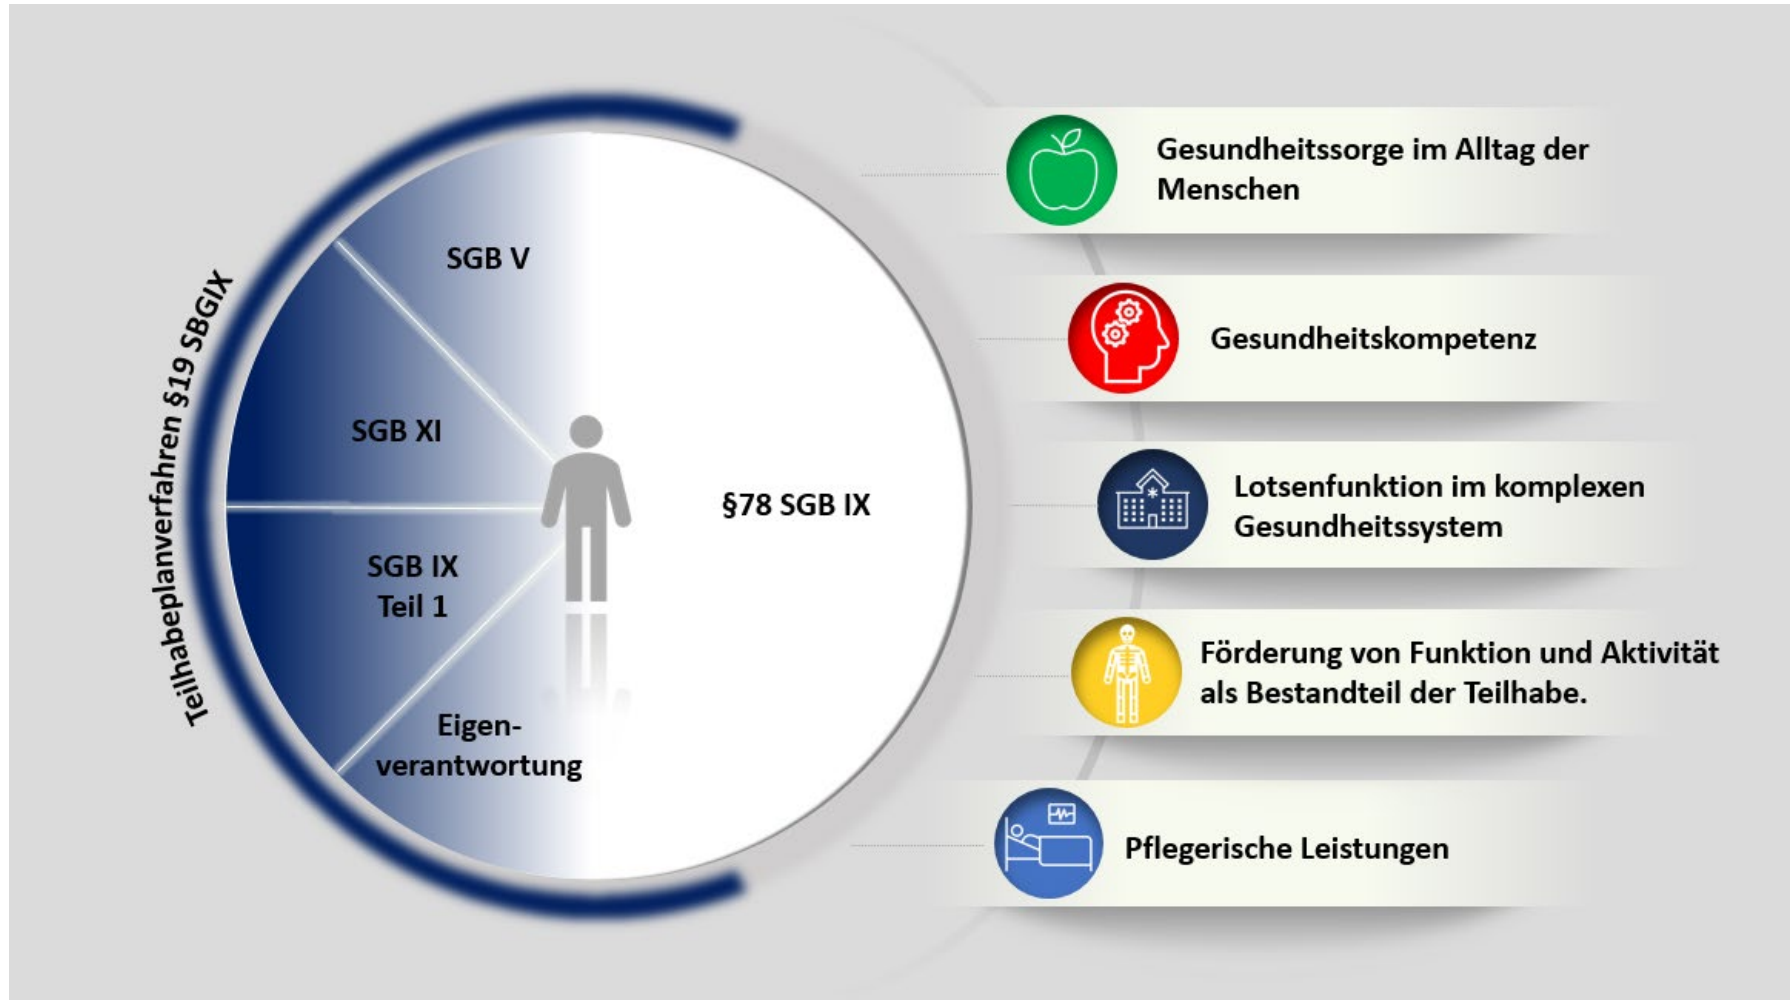 Teilhabeplanverfahren §19 SBGIX
SGB V
SGB XI
SGB IX
Teil 1
Eigen-
verantwortung
§78 SGB IX
Gesundheitssorge im Alltag der
Menschen
Gesundheitskompetenz
Lotsenfunktion im komplexen
Gesundheitssystem
Förderung von Funktion und Aktivität
als Bestandteil der Teilhabe.
Pflegerische Leistungen